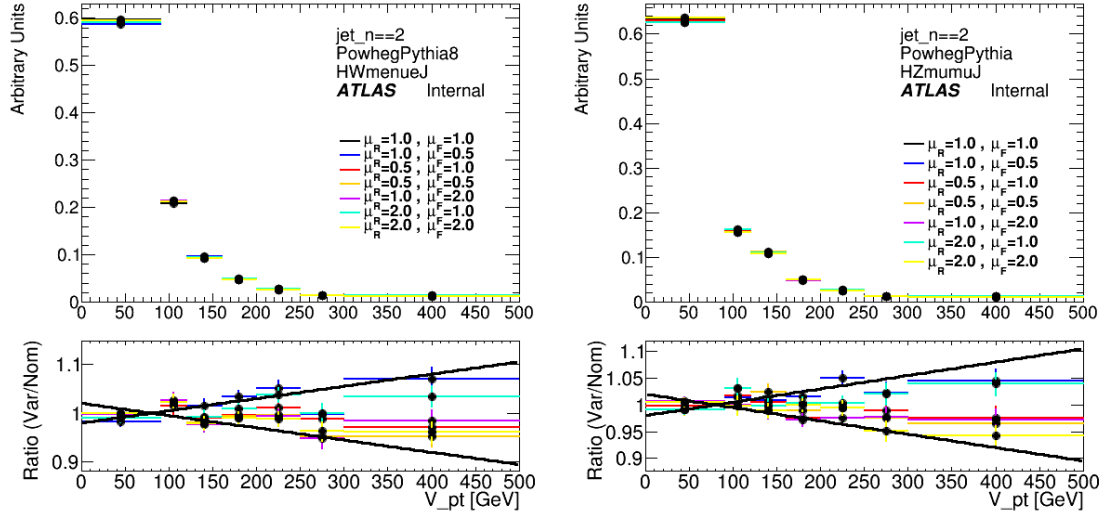 Arbitrary Units
0.6
0.5
0.4
0.3
0.2
0.1
0
jet_n==2
PowhegPythia8
HWmenueJ
ATLAS Internal
μR=1.0 , μF=1.0
μR=1.0 , μF=0.5
μR=0.5 , μF=1.0
μR=0.5 , μF=0.5
μR=1.0 , μF=2.0
μR=2.0 , μF=1.0
μR=2.0 , μF=2.0
0 50 100 150 200 250 300 350 400 450 500
Ratio (Var/Nom)
1.1
1
0.9
0 50 100 150 200 250 300 350 400 450 500
V_pt [GeV]
Arbitrary Units
0.6
0.5
0.4
0.3
0.2
0.1
0
jet_n==2
PowhegPythia
HZmumuJ
ATLAS Internal
μR=1.0 , μF=1.0
μR=1.0 , μF=0.5
μR=0.5 , μF=1.0
μR=0.5 , μF=0.5
μR=1.0 , μF=2.0
μR=2.0 , μF=1.0
μR=2.0 , μF=2.0
0 50 100 150 200 250 300 350 400 450 500
Ratio (Var/Nom)
1.1
1.05
1
0.95
0.9
0 50 100 150 200 250 300 350 400 450 500
V_pt [GeV]